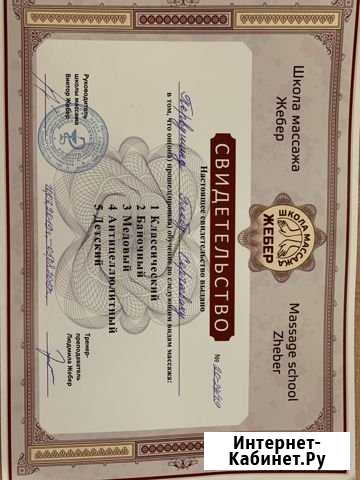 Школа массажа
Жебер
ШКОЛА МАССАЖА
ЖЕБЕР
Massage school
Zheber
СВИДЕТЕЛЬСТВО
№
Настоящее свидетельство выдано
в том, что он(она) прошел(прошла) обучение по следующим видам массажа:
1 Классический
2 Баночный
3 Медовый
4 Антицеллюлитный
5 Детский
Руководитель
школы массажа
Виктор Жебер
Тренер-
преподаватель
Людмила Жебер
Интернет-
Кабинет.Ру